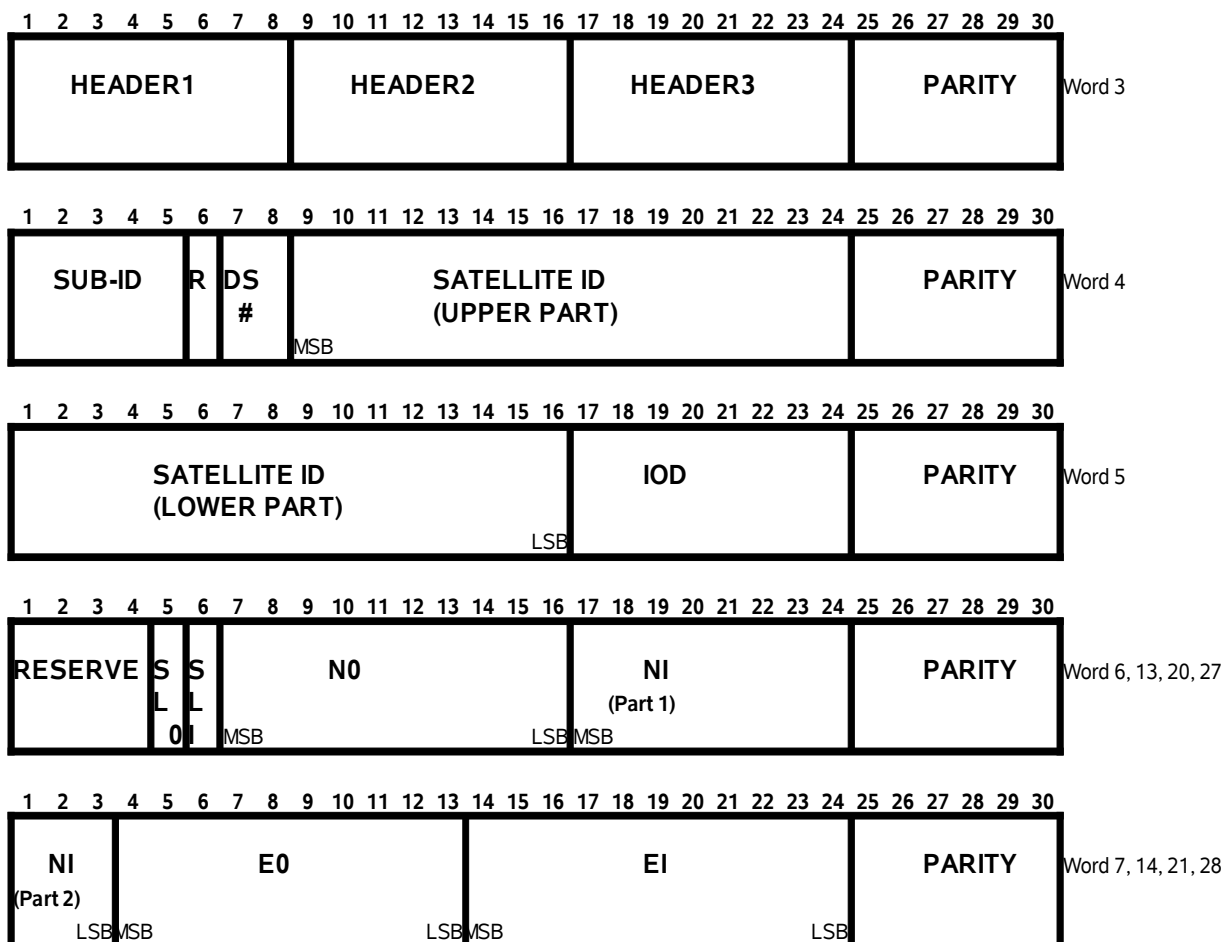 1 2 3 4 5 6 7 8 9 10 11 12 13 14 15 16 17 18 19 20 21 22 23 24 25 26 27 28 29 30
HEADER1 HEADER2 HEADER3 PARITY Word 3
1 2 3 4 5 6 7 8 9 10 11 12 13 14 15 16 17 18 19 20 21 22 23 24 25 26 27 28 29 30
SUB-ID R DS SATELLITE ID PARITY Word 4
# (UPPER PART)
MSB
1 2 3 4 5 6 7 8 9 10 11 12 13 14 15 16 17 18 19 20 21 22 23 24 25 26 27 28 29 30
SATELLITE ID IOD PARITY Word 5
(LOWER PART)
LSB
1 2 3 4 5 6 7 8 9 10 11 12 13 14 15 16 17 18 19 20 21 22 23 24 25 26 27 28 29 30
RESERVE S S N0 NI PARITY Word 6, 13, 20, 27
L L (Part 1)
0 I MSB LSB MSB
1 2 3 4 5 6 7 8 9 10 11 12 13 14 15 16 17 18 19 20 21 22 23 24 25 26 27 28 29 30
NI E0 EI PARITY Word 7, 14, 21, 28
(Part 2)
LSB MSB LSB MSB LSB